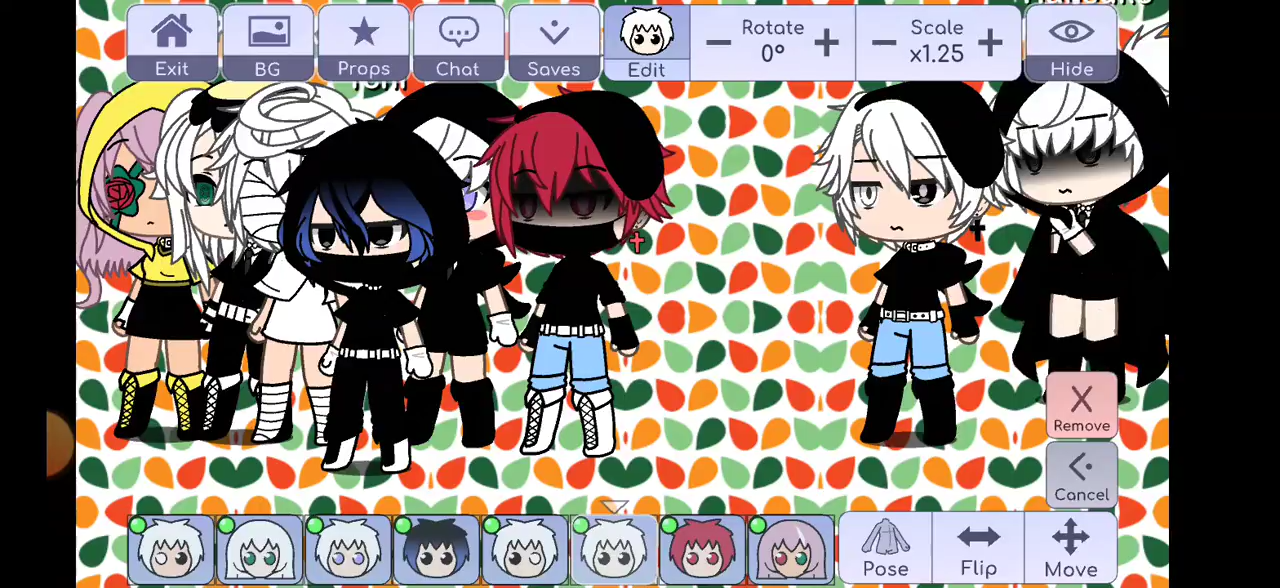 Exit
BG
Props
Chat
Saves
Edit
Rotate
0°
Scale
x1.25
Hide
Remove
Cancel
Pose
Flip
Move